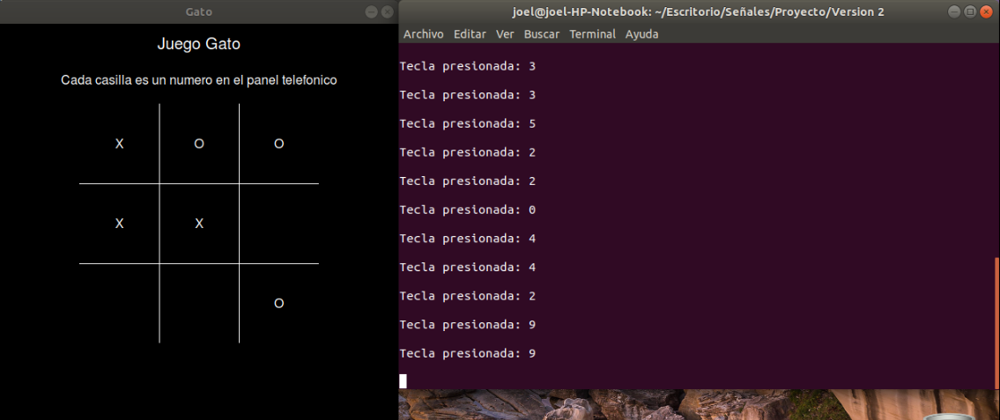 Gato
Juego Gato
Cada casilla es un numero en el panel telefonico
X O O
X X
O
joel@joel-HP-Notebook: ~/Escritorio/Señales/Proyecto/Version 2
Archivo Editar Ver Buscar Terminal Ayuda
Tecla presionada: 3
Tecla presionada: 3
Tecla presionada: 5
Tecla presionada: 2
Tecla presionada: 2
Tecla presionada: 0
Tecla presionada: 4
Tecla presionada: 4
Tecla presionada: 2
Tecla presionada: 9
Tecla presionada: 9